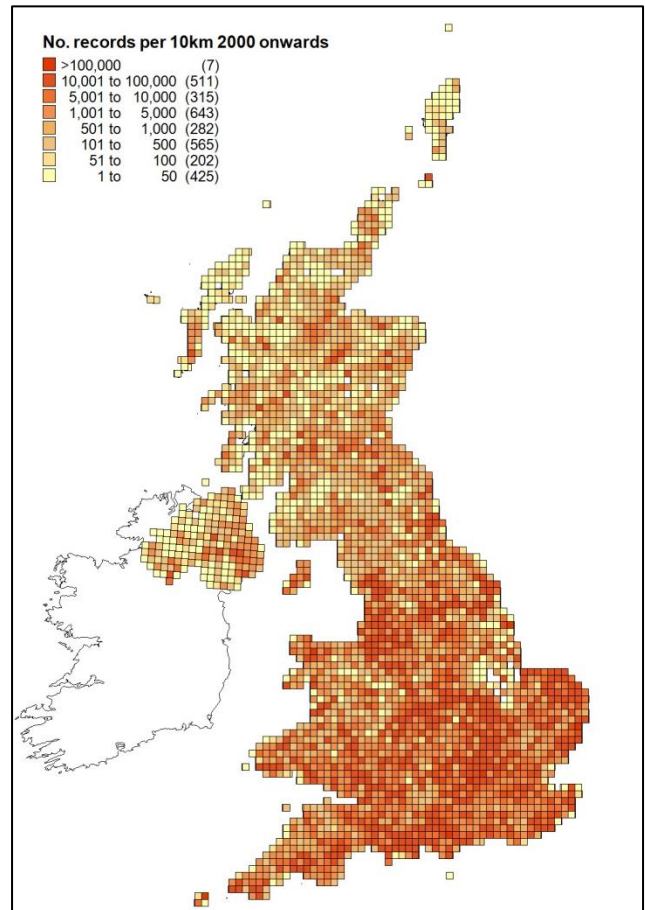 No. records per 10km 2000 onwards
>100,000 (7)
10,001 to 100,000 (511)
5,001 to 10,000 (315)
1,001 to 5,000 (643)
501 to 1,000 (282)
101 to 500 (565)
51 to 100 (202)
1 to 50 (425)